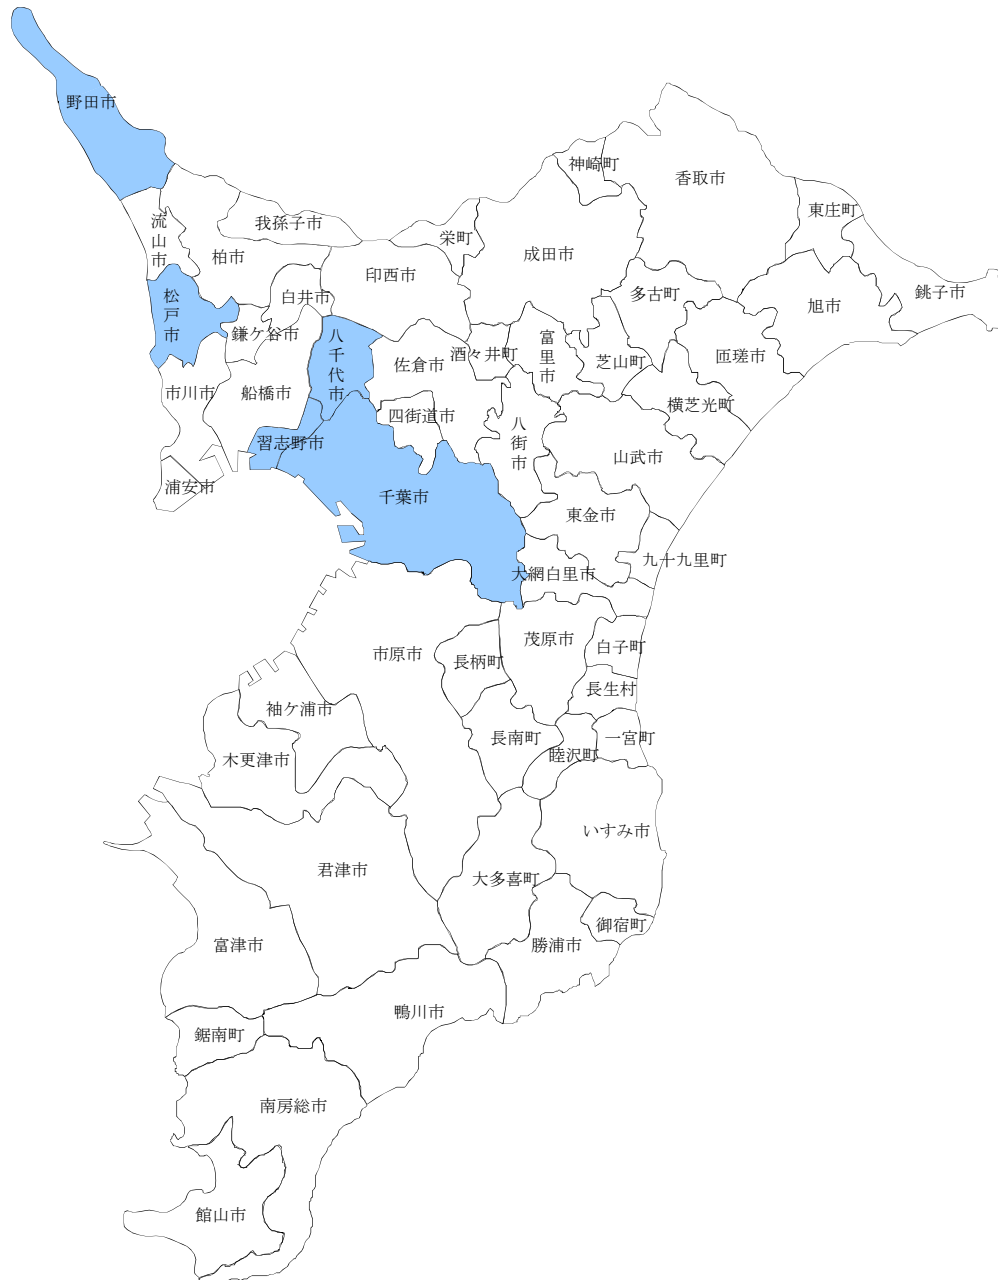 野田市
神崎町
香取市
東庄町
流山市
我孫子市
栄町
柏市
成田市
印西市
銚子市
多古町
白井市
旭市
松戸市
鎌ケ谷市
八千代市
酒々井町
富里市
匝瑳市
佐倉市
芝山町
市川市
船橋市
横芝光町
四街道市
八街市
習志野市
山武市
浦安市
千葉市
東金市
九十九里町
大網白里市
茂原市
白子町
市原市
長柄町
長生村
袖ケ浦市
長南町
一宮町
睦沢町
木更津市
いすみ市
君津市
大多喜町
御宿町
富津市
勝浦市
鴨川市
鋸南町
南房総市
館山市